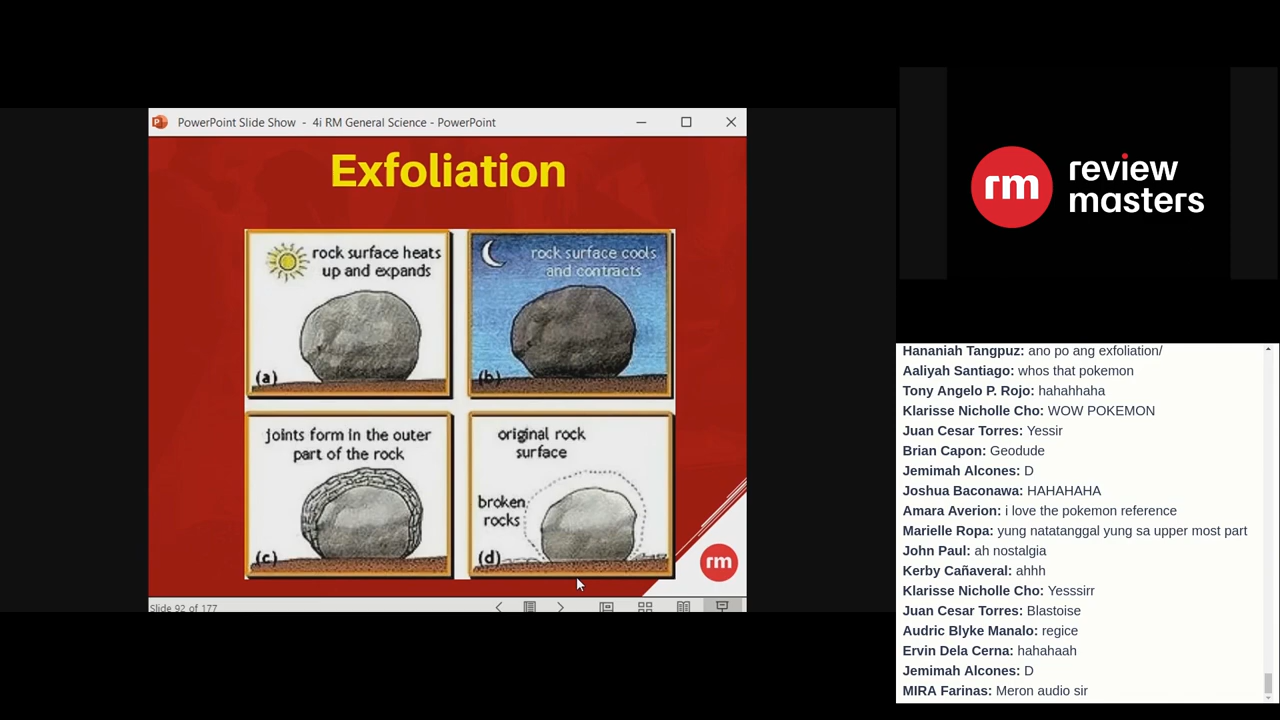 PowerPoint Slide Show - 4i RM General Science - PowerPoint
Exfoliation
rock surface heats
up and expands
(a)
rock surface cools
and contracts
(b)
joints form in the outer
part of the rock
(c)
original rock
surface
broken
rocks
(d)
rm
Slide 92 of 177
rm
review
masters
Hananiah Tangpuz: ano po ang exfoliation/
Aaliyah Santiago: whos that pokemon
Tony Angelo P. Rojo: hahahhaha
Klarisse Nicholle Cho: WOW POKEMON
Juan Cesar Torres: Yessir
Brian Capon: Geodude
Jemimah Alcones: D
Joshua Baconawa: HAHAHAHA
Amara Averion: i love the pokemon reference
Marielle Ropa: yung natatanggal yung sa upper most part
John Paul: ah nostalgia
Kerby Cañaveral: ahhh
Klarisse Nicholle Cho: Yesssirr
Juan Cesar Torres: Blastoise
Audric Blyke Manalo: regice
Ervin Dela Cerna: hahahaah
Jemimah Alcones: D
MIRA Farinas: Meron audio sir